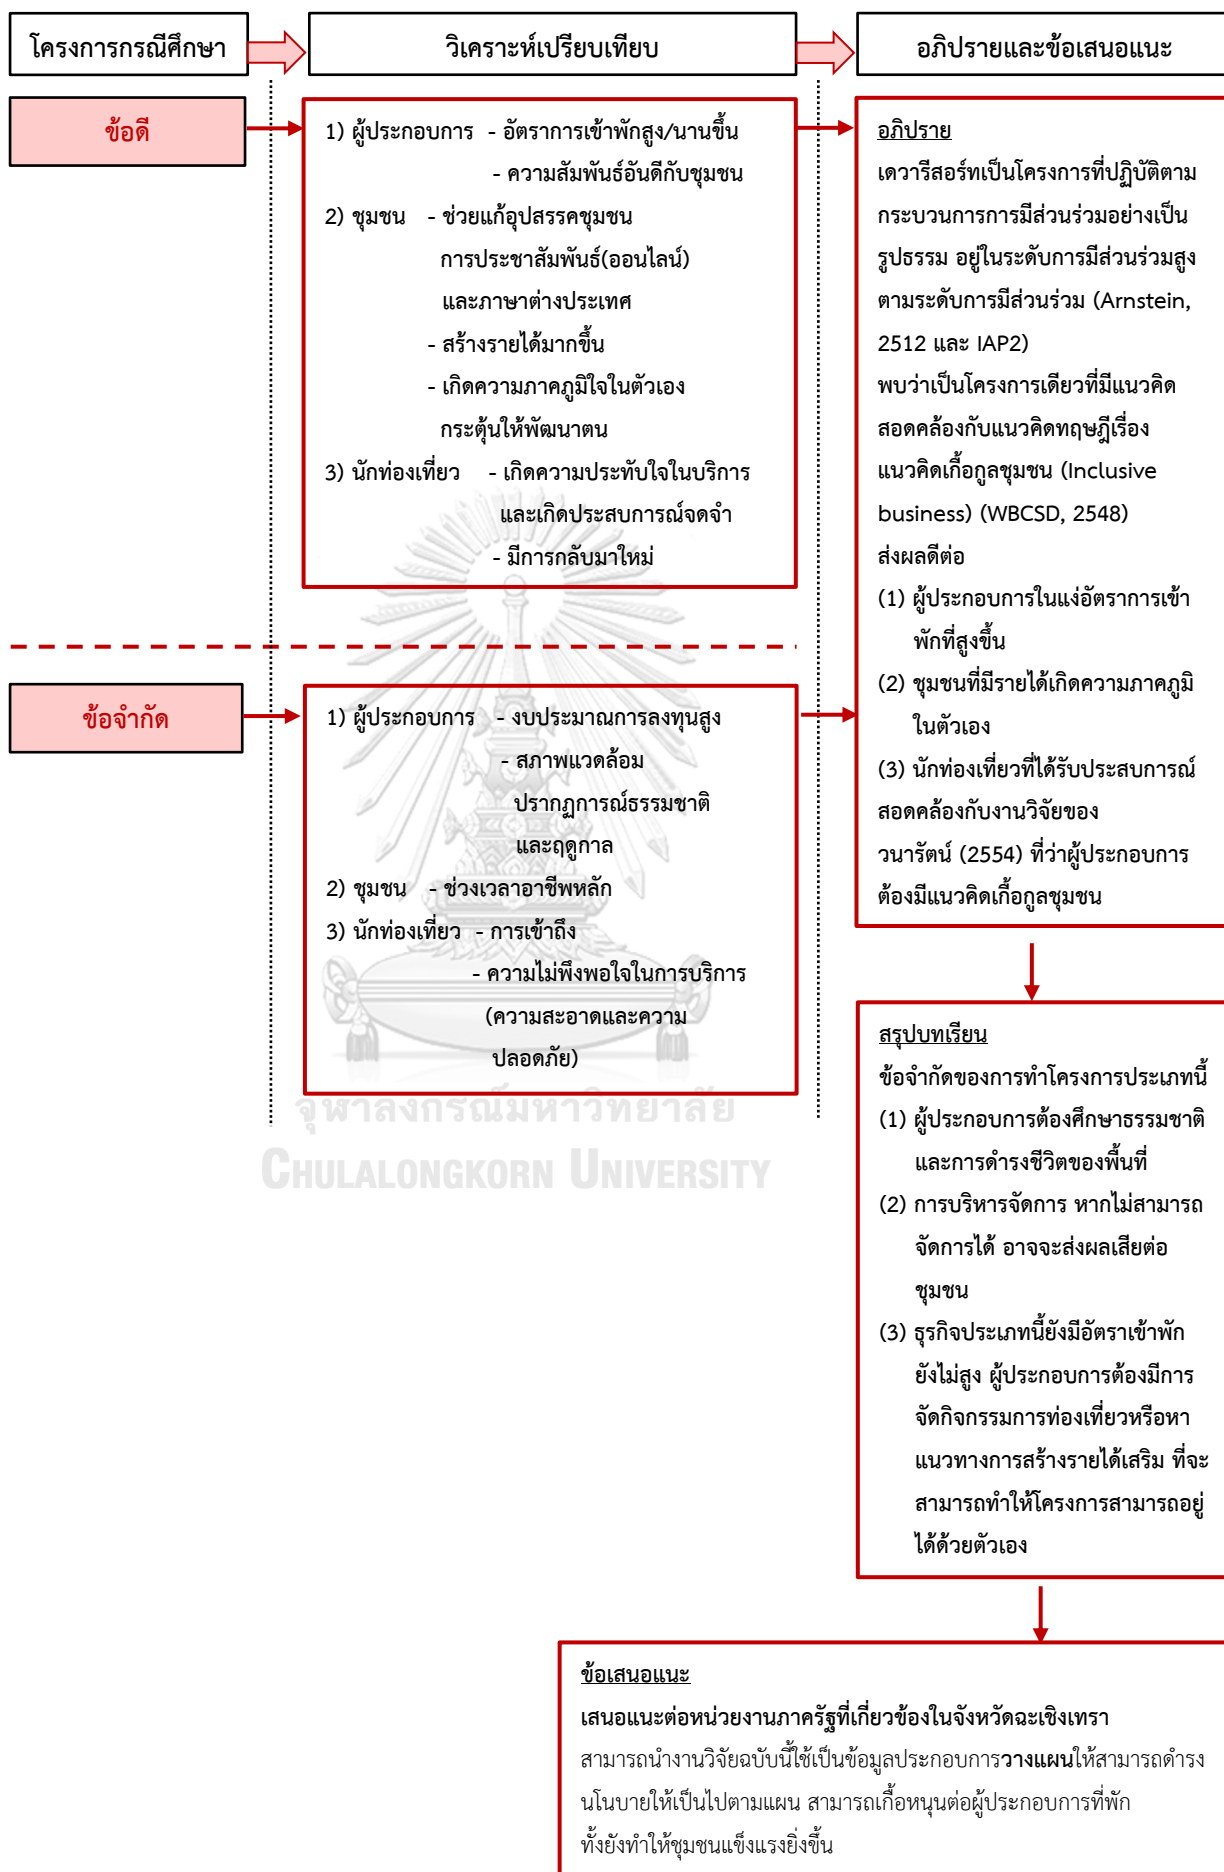 โครงการกรณีศึกษา
วิเคราะห์เปรียบเทียบ
อภิปรายและข้อเสนอแนะ
ข้อดี
1) ผู้ประกอบการ - อัตราการเข้าพักสูง/นานขึ้น
- ความสัมพันธ์อันดีกับชุมชน
2) ชุมชน - ช่วยแก้อุปสรรคชุมชน
การประชาสัมพันธ์(ออนไลน์)
และภาษาต่างประเทศ
- สร้างรายได้มากขึ้น
- เกิดความภาคภูมิใจในตัวเอง
กระตุ้นให้พัฒนาตน
3) นักท่องเที่ยว - เกิดความประทับใจในบริการ
และเกิดประสบการณ์จดจำ
- มีการกลับมาใหม่
ข้อจำกัด
1) ผู้ประกอบการ - งบประมาณการลงทุนสูง
- สภาพแวดล้อม
ปรากฏการณ์ธรรมชาติ
และฤดูกาล
2) ชุมชน - ช่วงเวลาอาชีพหลัก
3) นักท่องเที่ยว - การเข้าถึง
- ความไม่พึงพอใจในการบริการ
(ความสะอาดและความ
ปลอดภัย)
จุฬาลงกรณ์มหาวิทยาลัย
CHULALONGKORN UNIVERSITY
อภิปราย
เดวารีสอร์ทเป็นโครงการที่ปฏิบัติตาม
กระบวนการการมีส่วนร่วมอย่างเป็น
รูปธรรม อยู่ในระดับการมีส่วนร่วมสูง
ตามระดับการมีส่วนร่วม (Arnstein,
2512 และ IAP2)
พบว่าเป็นโครงการเดียวที่มีแนวคิด
สอดคล้องกับแนวคิดทฤษฎีเรื่อง
แนวคิดเกื้อกูลชุมชน (Inclusive
business) (WBCSD, 2548)
ส่งผลดีต่อ
(1) ผู้ประกอบการในแง่อัตราการเข้า
พักที่สูงขึ้น
(2) ชุมชนที่มีรายได้เกิดความภาคภูมิ
ในตัวเอง
(3) นักท่องเที่ยวที่ได้รับประสบการณ์
สอดคล้องกับงานวิจัยของ
วนารัตน์ (2554) ที่ว่าผู้ประกอบการ
ต้องมีแนวคิดเกื้อกูลชุมชน
สรุปบทเรียน
ข้อจำกัดของการทำโครงการประเภทนี้
(1) ผู้ประกอบการต้องศึกษาธรรมชาติ
และการดำรงชีวิตของพื้นที่
(2) การบริหารจัดการ หากไม่สามารถ
จัดการได้ อาจจะส่งผลเสียต่อ
ชุมชน
(3) ธุรกิจประเภทนี้ยังมีอัตราเข้าพัก
ยังไม่สูง ผู้ประกอบการต้องมีการ
จัดกิจกรรมการท่องเที่ยวหรือหา
แนวทางการสร้างรายได้เสริม ที่จะ
สามารถทำให้โครงการสามารถอยู่
ได้ด้วยตัวเอง
ข้อเสนอแนะ
เสนอแนะต่อหน่วยงานภาครัฐที่เกี่ยวข้องในจังหวัดฉะเชิงเทรา
สามารถนำงานวิจัยฉบับนี้ใช้เป็นข้อมูลประกอบการวางแผนให้สามารถดำรง
นโนบายให้เป็นไปตามแผน สามารถเกื้อหนุนต่อผู้ประกอบการที่พัก
ทั้งยังทำให้ชุมชนแข็งแรงยิ่งขึ้น